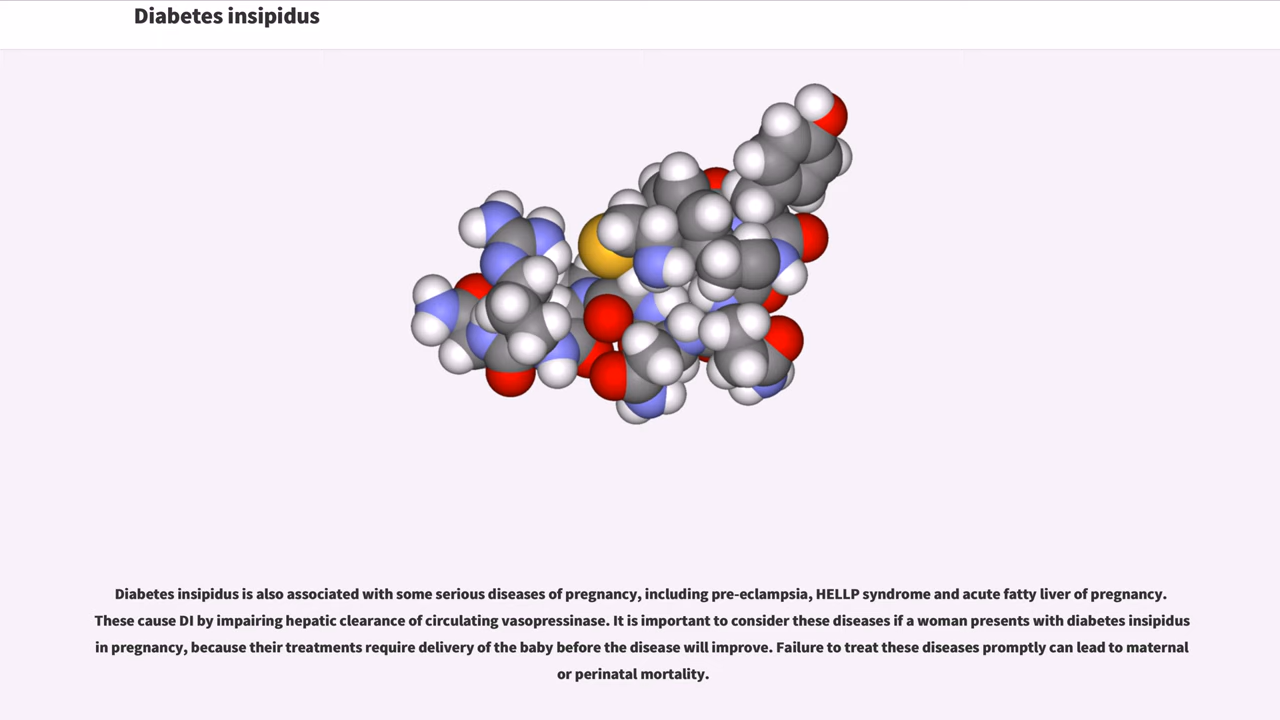 Diabetes insipidus
Diabetes insipidus is also associated with some serious diseases of pregnancy, including pre-eclampsia, HELLP syndrome and acute fatty liver of pregnancy.
These cause DI by impairing hepatic clearance of circulating vasopressinase. It is important to consider these diseases if a woman presents with diabetes insipidus
in pregnancy, because their treatments require delivery of the baby before the disease will improve. Failure to treat these diseases promptly can lead to maternal
or perinatal mortality.